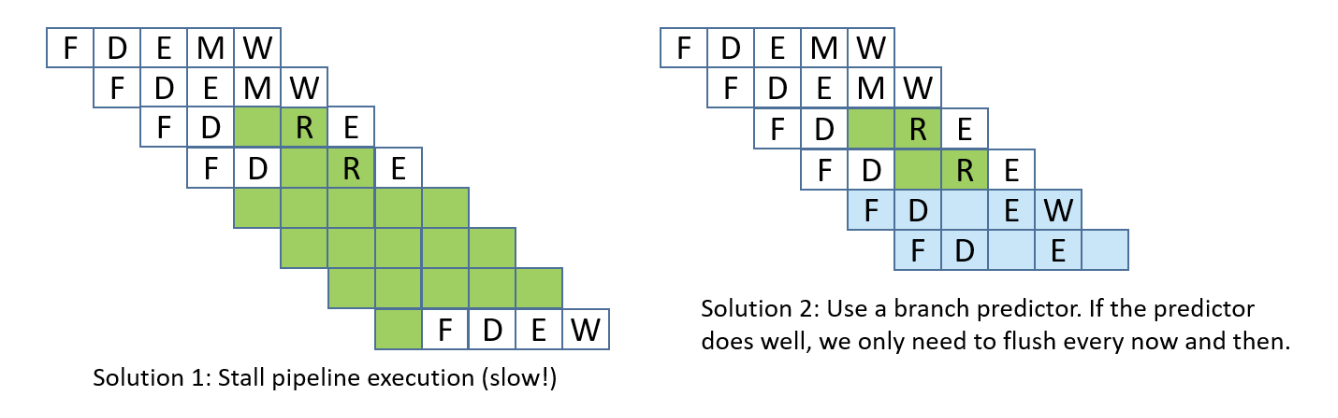 F D E M W
F D E M W
F D R E
F D R E
F D E W
Solution 1: Stall pipeline execution (slow!)
F D E M W
F D E M W
F D R E
F D R E
F D E W
F D E
Solution 2: Use a branch predictor. If the predictor
does well, we only need to flush every now and then.